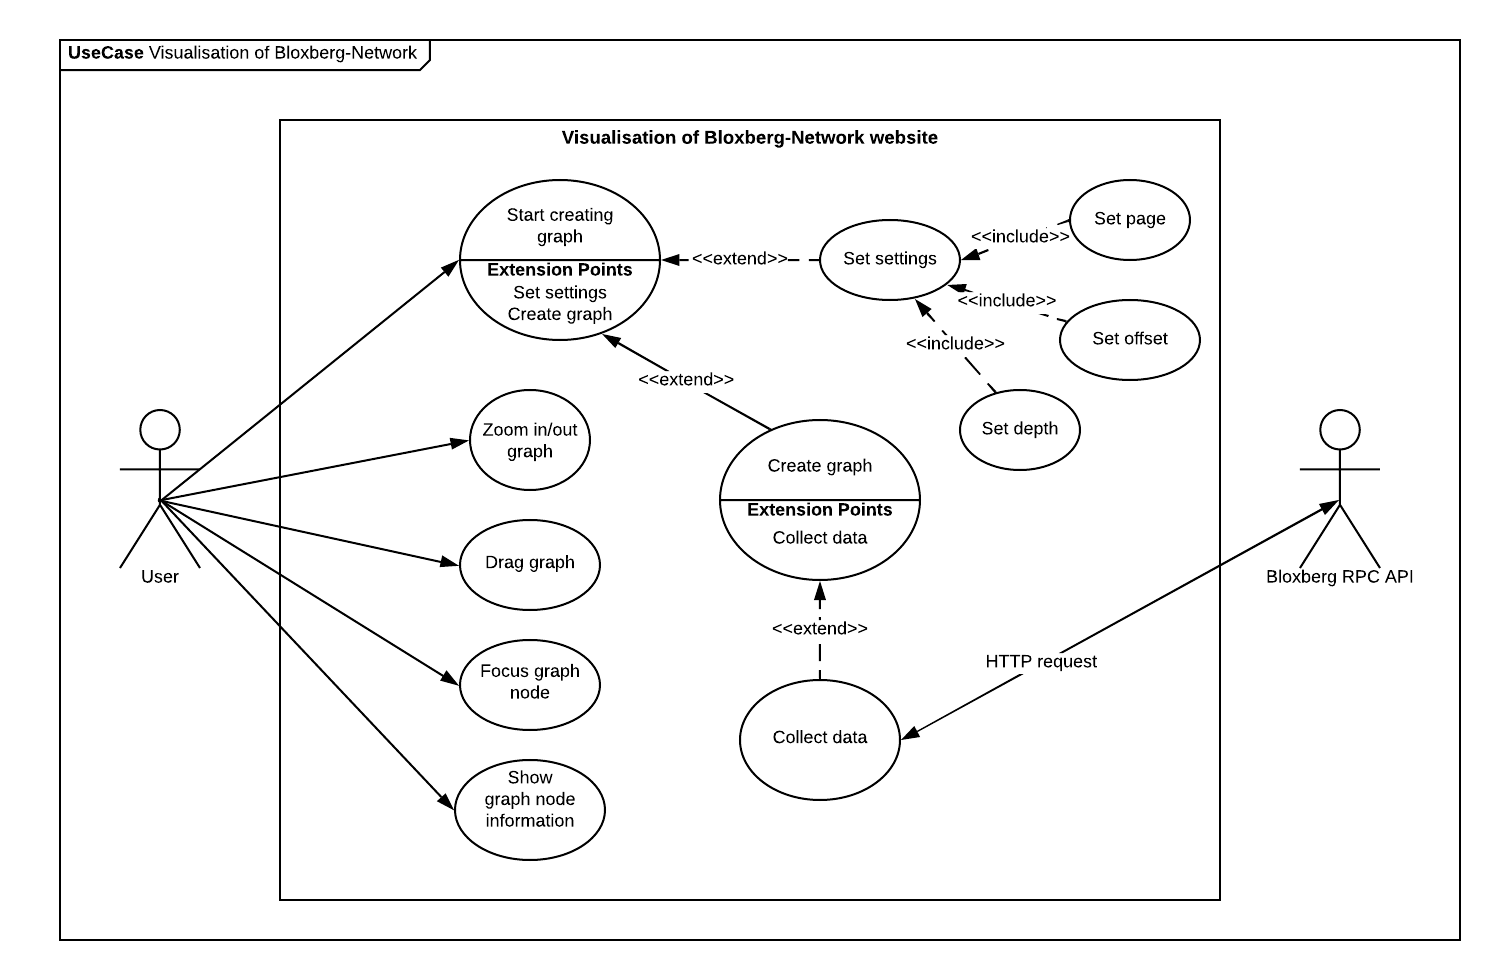 UseCase Visualisation of Bloxberg-Network
Visualisation of Bloxberg-Network website
Start creating
graph
Extension Points
Set settings
Create graph
<<extend>>
Set settings
<<include>>
Set page
<<include>>
Set offset
<<include>>
Set depth
<<extend>>
Zoom in/out
graph
Create graph
Extension Points
Collect data
Drag graph
User
Bloxberg RPC API
<<extend>>
HTTP request
Focus graph
node
Collect data
Show
graph node
information